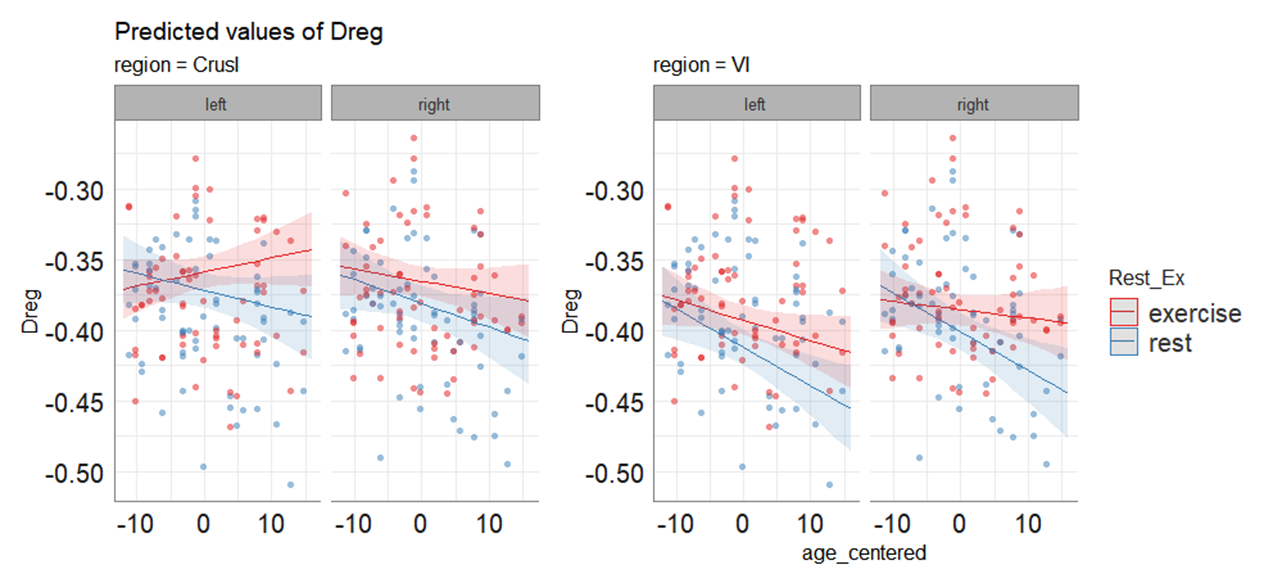 Predicted values of Dreg
region = CrusI
region = VI
left
right
left
right
-0.30
-0.35
-0.40
-0.45
-0.50
Dreg
-0.30
-0.35
-0.40
-0.45
-0.50
Dreg
Rest_Ex
exercise
rest
-10 0 10
-10 0 10
-10 0 10
-10 0 10
age_centered